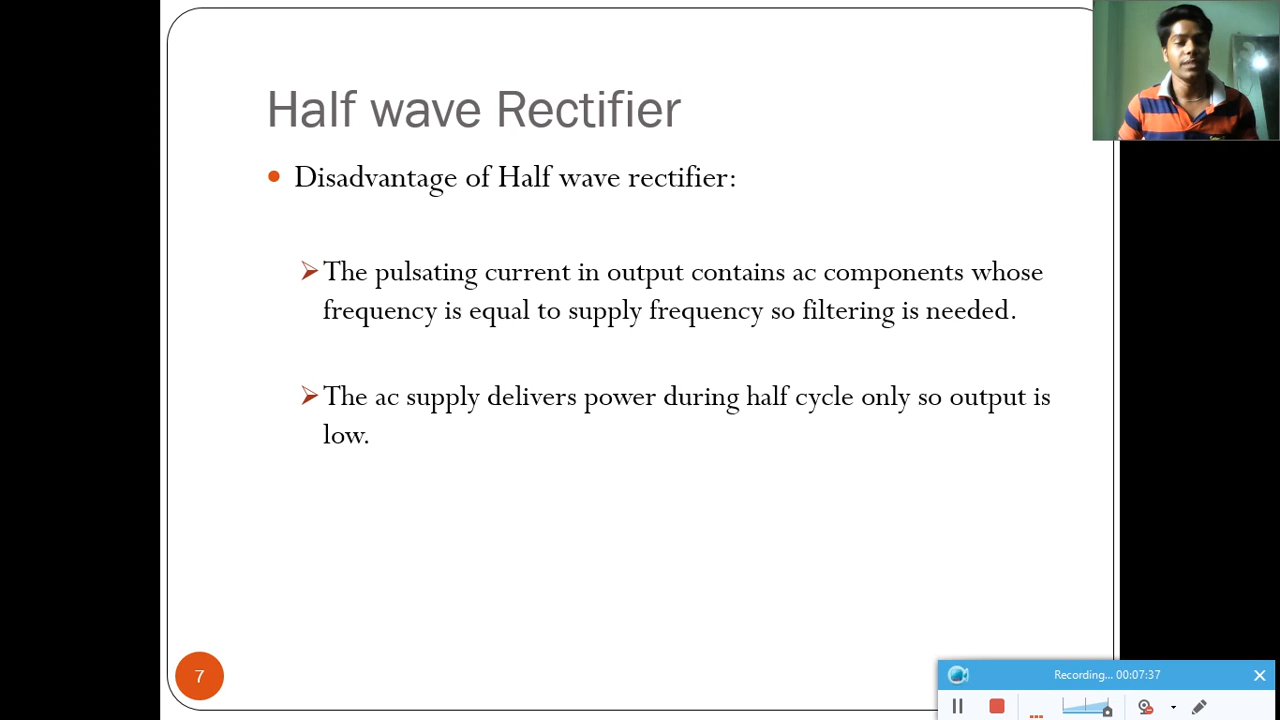 Half wave Rectifier
Disadvantage of Half wave rectifier:
The pulsating current in output contains ac components whose
frequency is equal to supply frequency so filtering is needed.
The ac supply delivers power during half cycle only so output is
low.
7
Recording... 00:07:37